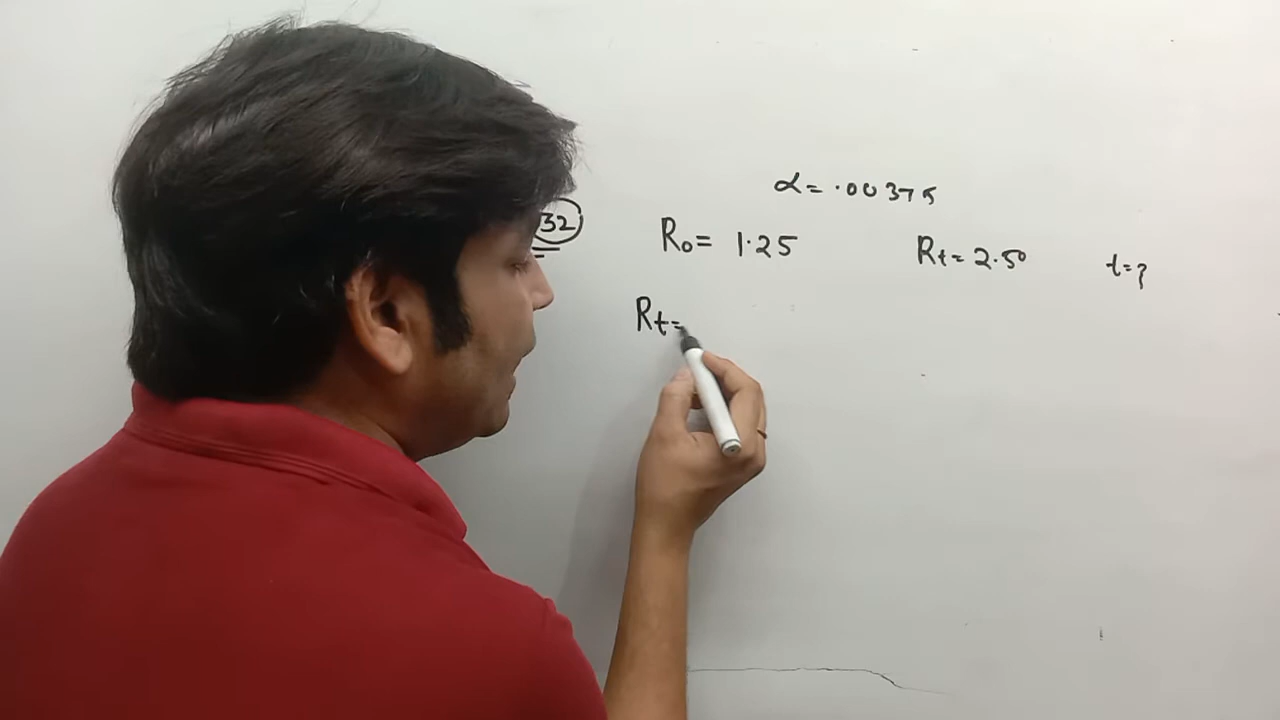 α = .00375
32 R₀ = 1.25 Rt = 2.50 t = ?
Rt =